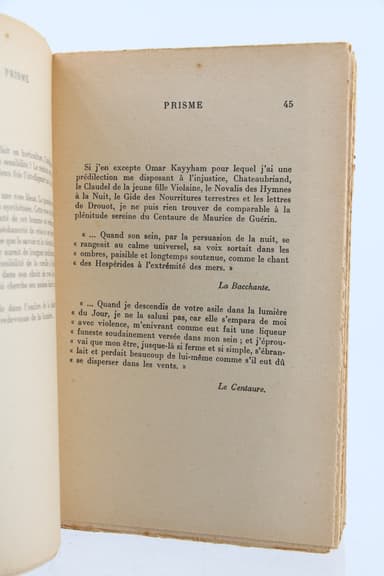 PRISME
PRISME 45
Si j'en excepte Omar Kayyham pour lequel j'ai une
prédilection me disposant à l'injustice, Chateaubriand,
le Claudel de la jeune fille Violaine, le Novalis des Hymnes
à la Nuit, le Gide des Nourritures terrestres et les lettres
de Drouot, je ne puis rien trouver de comparable à la
plénitude sereine du Centaure de Maurice de Guérin.
« ... Quand son sein, par la persuasion de la nuit, se
« rangeait au calme universel, sa voix sortait dans les
« ombres, paisible et longtemps soutenue, comme le chant
« des Hespérides à l'extrémité des mers. »
La Bacchante.
« ... Quand je descendis de votre asile dans la lumière
« du Jour, je ne la saluai pas, car elle s'empara de moi
« avec violence, m'enivrant comme eut fait une liqueur
« funeste soudainement versée dans mon sein ; et j'éprou-
« vai que mon être, jusque-là si ferme et si simple, s'ébran-
« lait et perdait beaucoup de lui-même comme s'il eut dû
« se disperser dans les vents. »
Le Centaure.